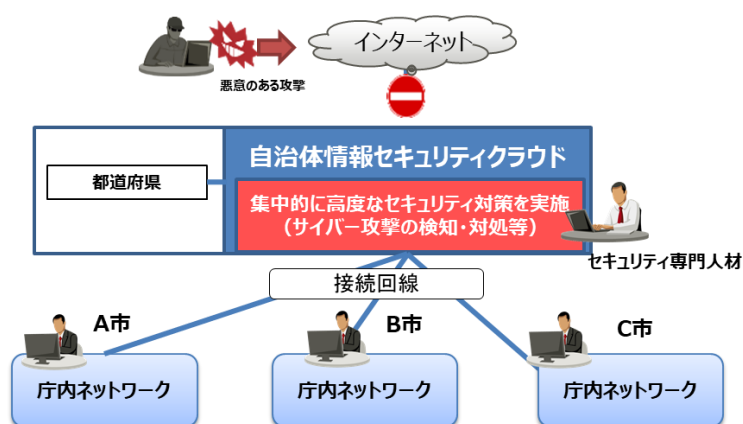 インターネット
悪意のある攻撃
自治体情報セキュリティクラウド
都道府県
集中的に高度なセキュリティ対策を実施
（サイバー攻撃の検知・対処等）
セキュリティ専門人材
接続回線
A市
B市
C市
庁内ネットワーク
庁内ネットワーク
庁内ネットワーク